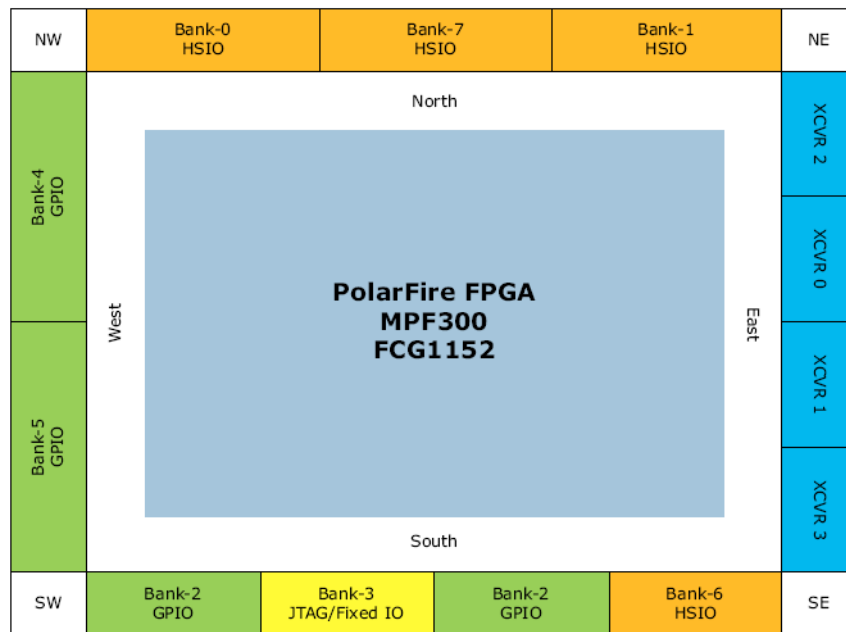 NW
Bank-0
HSIO
Bank-7
HSIO
Bank-1
HSIO
NE
North
Bank-4
GPIO
XCVR 2
XCVR 0
PolarFire FPGA
MPF300
FCG1152
West
East
Bank-5
GPIO
XCVR 1
XCVR 3
South
SW
Bank-2
GPIO
Bank-3
JTAG/Fixed IO
Bank-2
GPIO
Bank-6
HSIO
SE